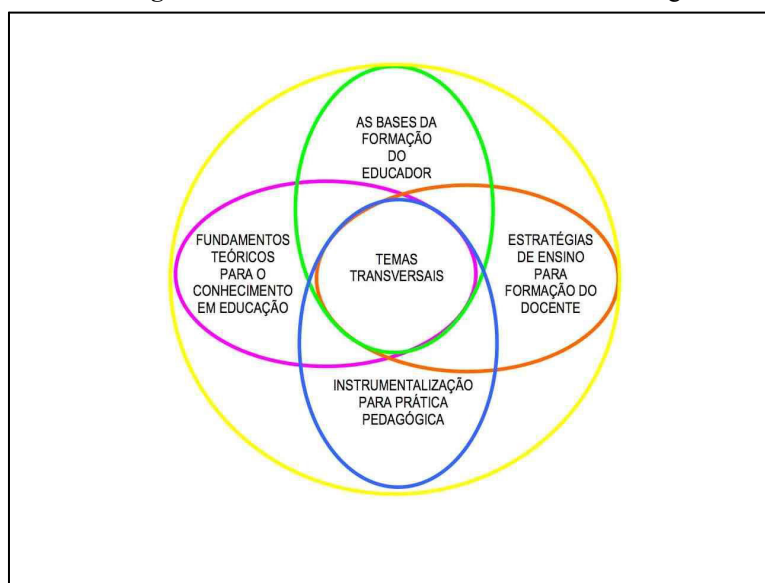 AS BASES DA
FORMAÇÃO
DO
EDUCADOR
FUNDAMENTOS
TEÓRICOS
PARA O
CONHECIMENTO
EM EDUCAÇÃO
TEMAS
TRANSVERSAIS
ESTRATÉGIAS
DE ENSINO
PARA
FORMAÇÃO DO
DOCENTE
INSTRUMENTALIZAÇÃO
PARA PRÁTICA
PEDAGÓGICA